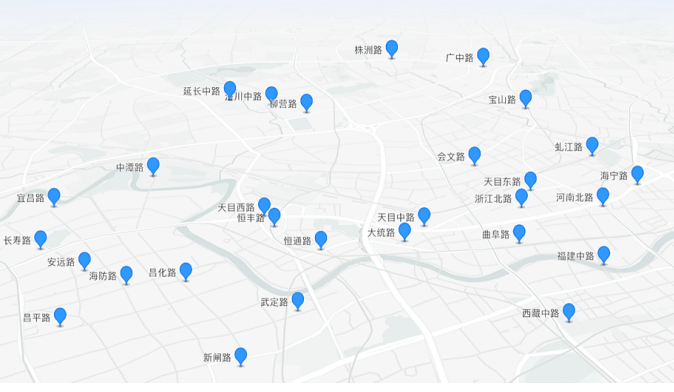 株洲路
广中路
延长中路
川中路
柳营路
宝山路
虬江路
会文路
中潭路
海宁路
天目东路
宜昌路
浙江北路
河南北路
天目西路
恒丰路
天目中路
大统路
曲阜路
长寿路
恒通路
福建中路
安运路
海防路
昌化路
武定路
西藏中路
昌平路
新闸路